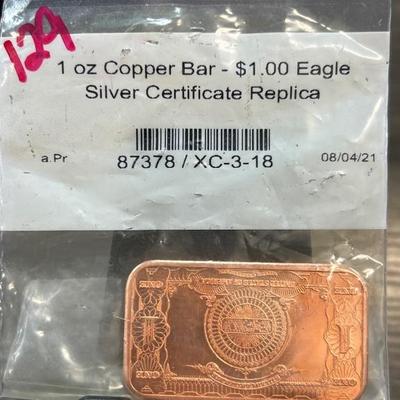 129
1 oz Copper Bar - $1.00 Eagle
Silver Certificate Replica
a.Pr
87378 / XC-3-18
08/04/21